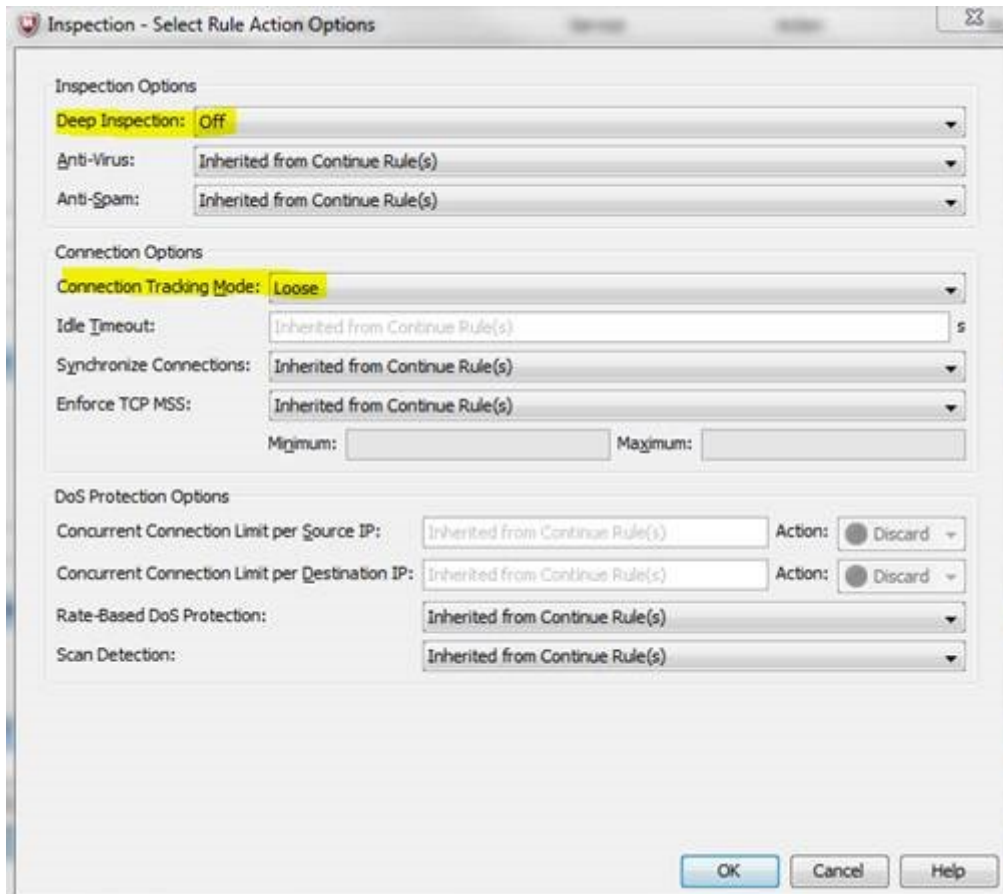 Inspection - Select Rule Action Options
Inspection Options
Deep Inspection: Off
Anti-Virus: Inherited from Continue Rule(s)
Anti-Spam: Inherited from Continue Rule(s)
Connection Options
Connection Tracking Mode: Loose
Idle Timeout: Inherited from Continue Rule(s) s
Synchronize Connections: Inherited from Continue Rule(s)
Enforce TCP MSS: Inherited from Continue Rule(s)
Minimum: Maximum:
DoS Protection Options
Concurrent Connection Limit per Source IP: Inherited from Continue Rule(s) Action: Discard
Concurrent Connection Limit per Destination IP: Inherited from Continue Rule(s) Action: Discard
Rate-Based DoS Protection: Inherited from Continue Rule(s)
Scan Detection: Inherited from Continue Rule(s)
OK Cancel Help